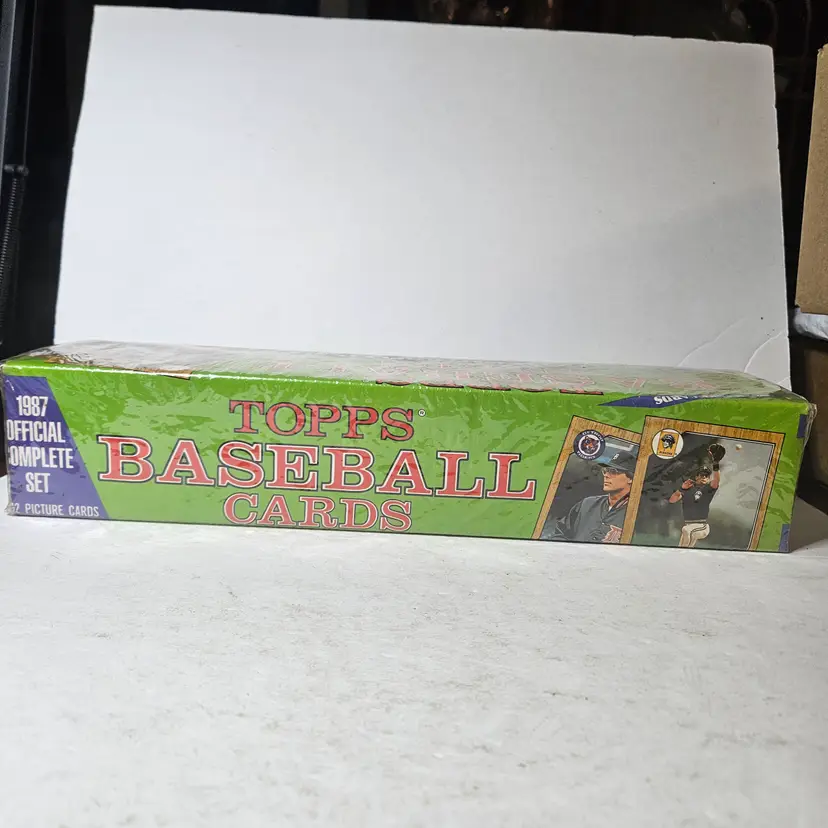 1987
OFFICIAL
COMPLETE
SET
PICTURE CARDS
TOPPS®
BASEBALL
CARDS